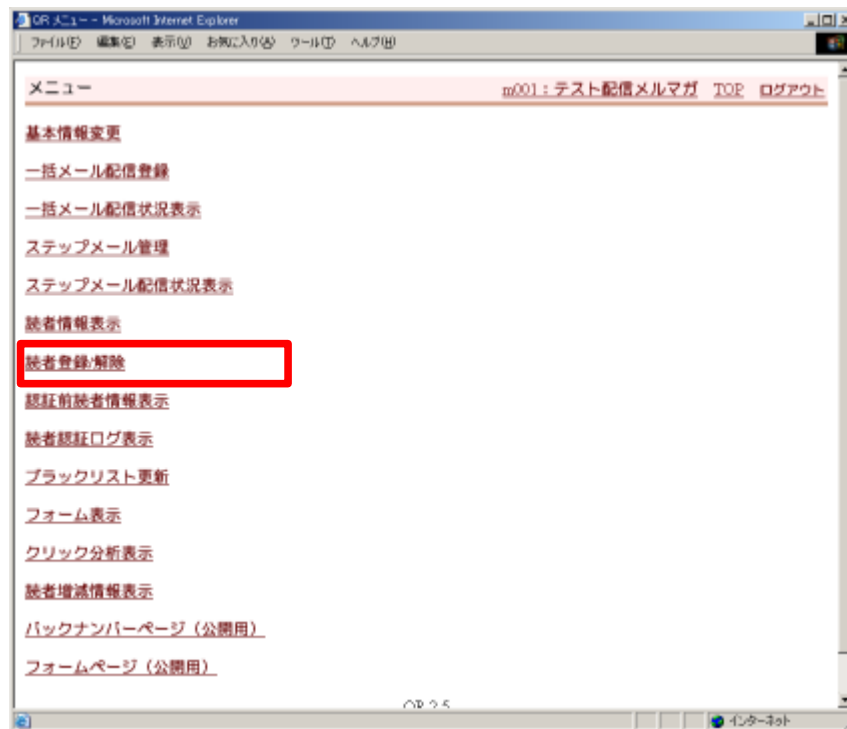 QR メニュー - Microsoft Internet Explorer
ファイル(F) 編集(E) 表示(V) お気に入り(A) ツール(T) ヘルプ(H)
メニュー m001：テスト配信メルマガ TOP ログアウト
基本情報変更
一括メール配信登録
一括メール配信状況表示
ステップメール管理
ステップメール配信状況表示
読者情報表示
読者登録/解除
認証前読者情報表示
読者認証ログ表示
ブラックリスト更新
フォーム表示
クリック分析表示
読者増減情報表示
バックナンバーページ（公開用）
フォームページ（公開用）
インターネット